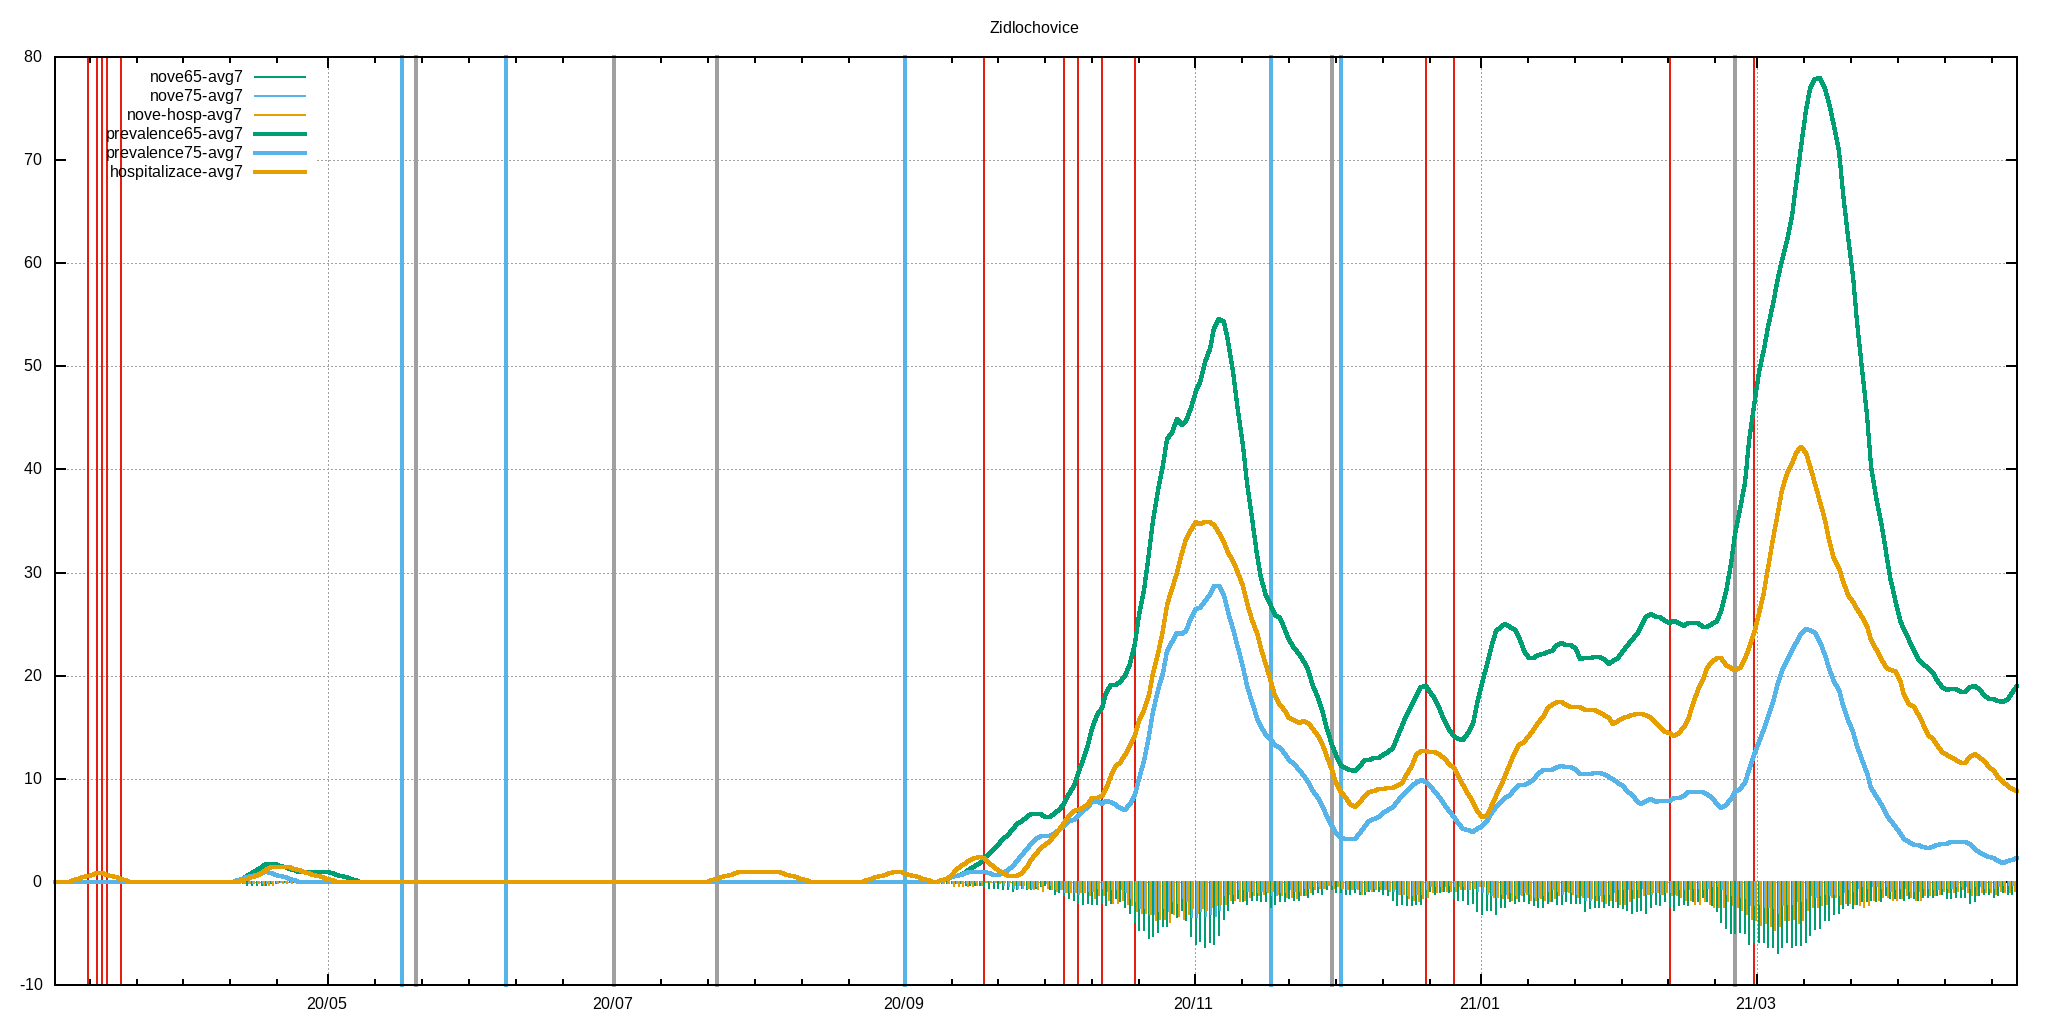 Zidlochovice
80
70
60
50
40
30
20
10
0
-10
nove65-avg7
nove75-avg7
nove-hosp-avg7
prevalence65-avg7
prevalence75-avg7
hospitalizace-avg7
20/05
20/07
20/09
20/11
21/01
21/03